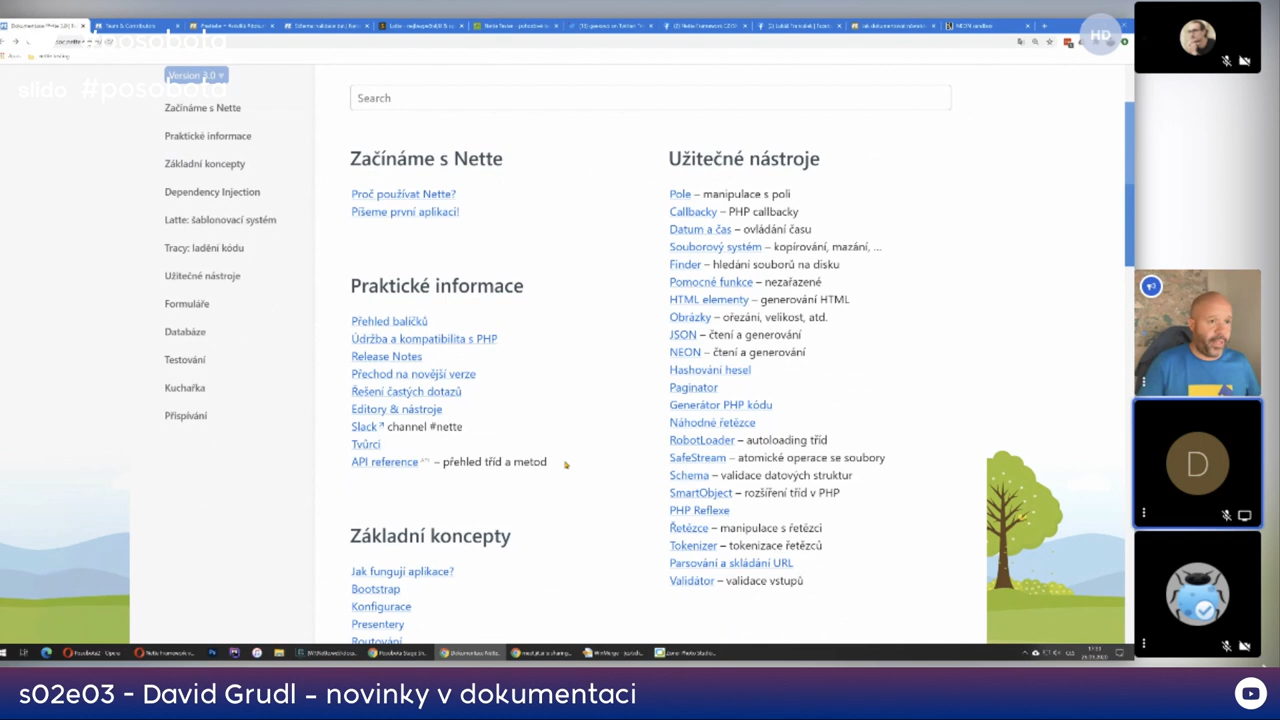 Version 3.0
slido #posobota
Search
HD
Začínáme s Nette
Praktické informace
Základní koncepty
Dependency Injection
Latte: šablonovací systém
Tracy: ladění kódu
Užitečné nástroje
Formuláře
Databáze
Testování
Kuchařka
Přispívání
Začínáme s Nette
Proč používat Nette?
Píšeme první aplikaci!
Praktické informace
Přehled balíčků
Údržba a kompatibilita s PHP
Release Notes
Přechod na novější verze
Řešení častých dotazů
Editory & nástroje
Slack channel #nette
Tvůrci
API reference – přehled tříd a metod
Základní koncepty
Jak fungují aplikace?
Bootstrap
Konfigurace
Presentery
Routování
Užitečné nástroje
Pole – manipulace s poli
Callbacky – PHP callbacky
Datum a čas – ovládání času
Souborový systém – kopírování, mazání, …
Finder – hledání souborů na disku
Pomocné funkce – nezařazené
HTML elementy – generování HTML
Obrázky – ořezání, velikost, atd.
JSON – čtení a generování
NEON – čtení a generování
Hashování hesel
Paginator
Generátor PHP kódu
Náhodné řetězce
RobotLoader – autoloading tříd
SafeStream – atomické operace se soubory
Schema – validace datových struktur
SmartObject – rozšíření tříd v PHP
PHP Reflexe
Řetězce – manipulace s řetězci
Tokenizer – tokenizace řetězců
Parsování a skládání URL
Validátor – validace vstupů
D
s02e03 - David Grudl – novinky v dokumentaci